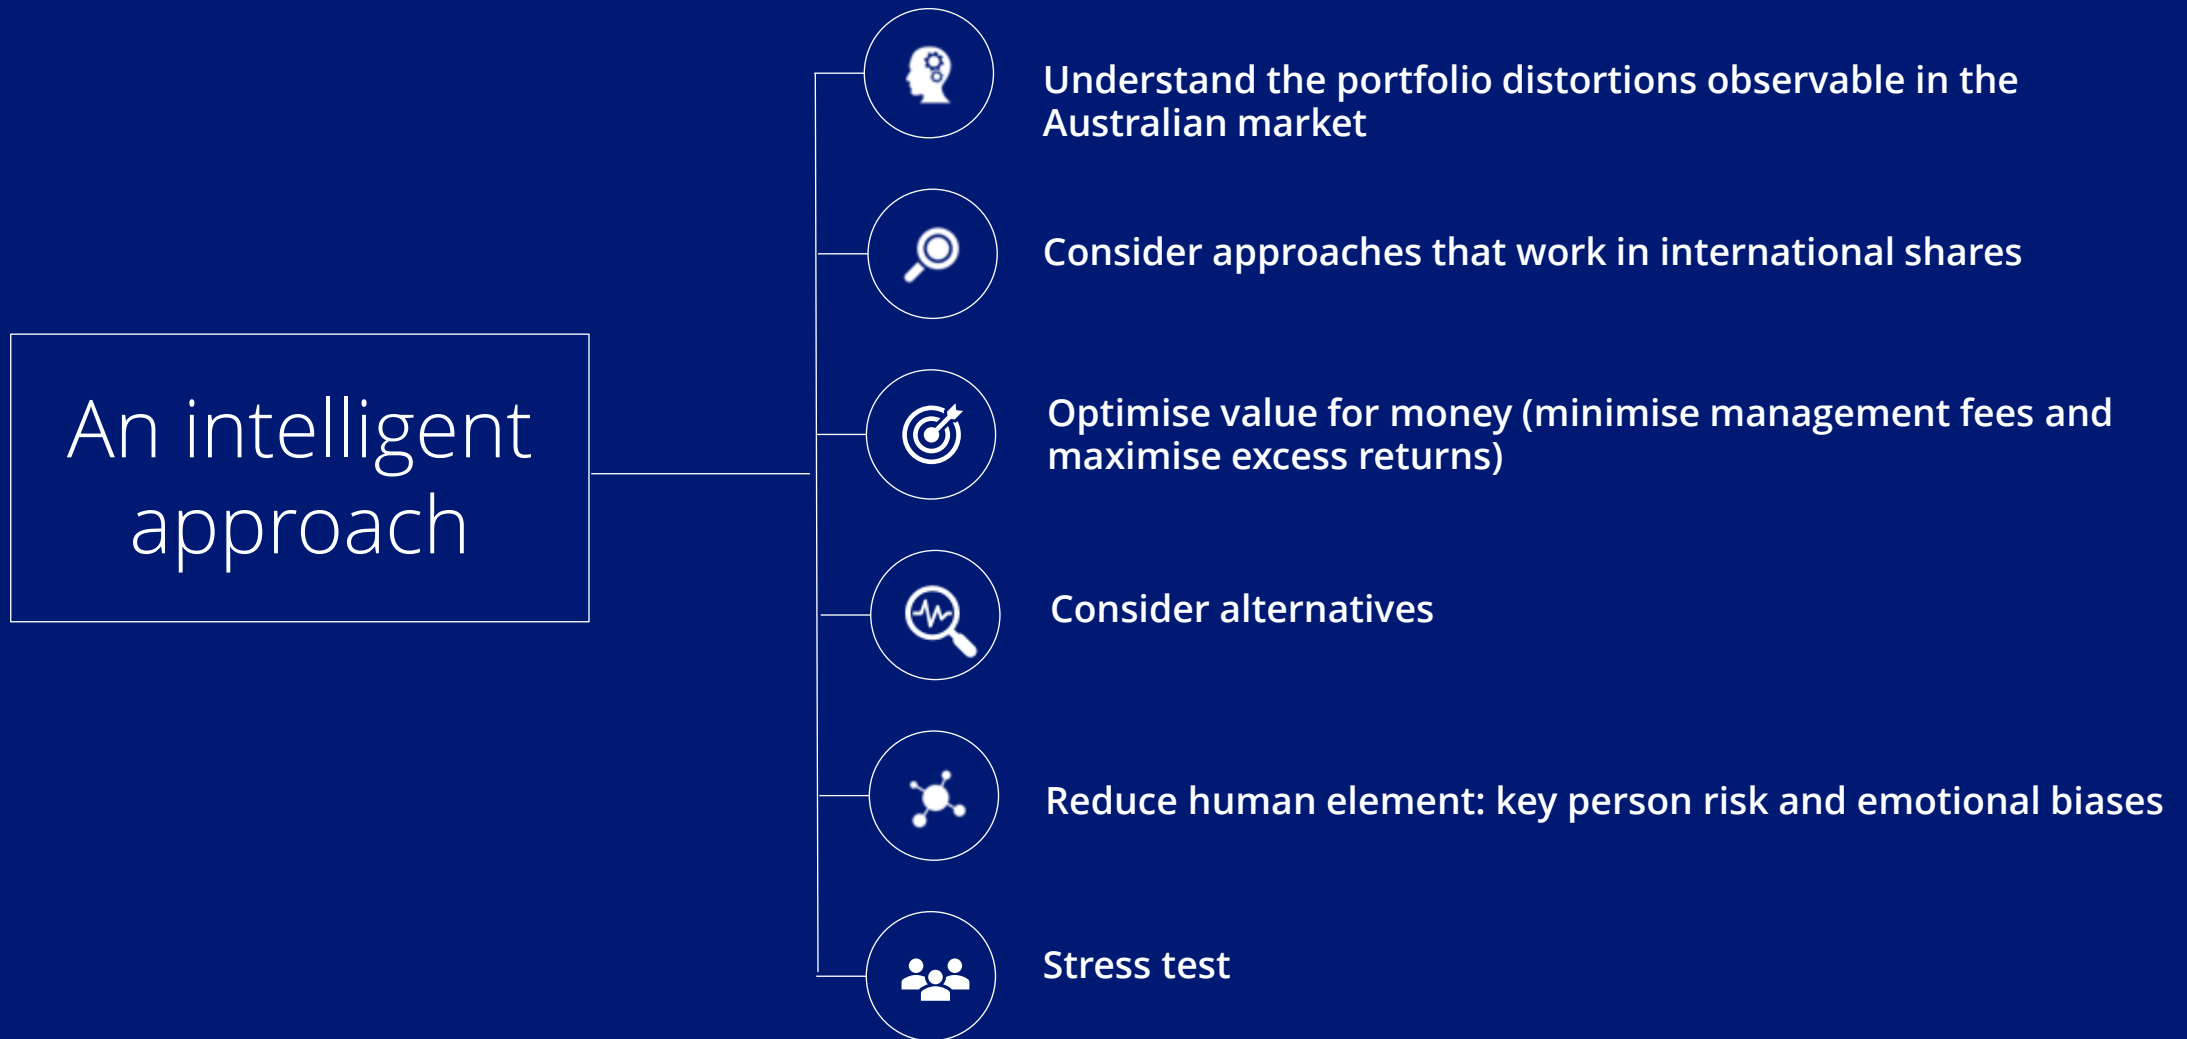 An intelligent
approach
Understand the portfolio distortions observable in the
Australian market
Consider approaches that work in international shares
Optimise value for money (minimise management fees and
maximise excess returns)
Consider alternatives
Reduce human element: key person risk and emotional biases
Stress test